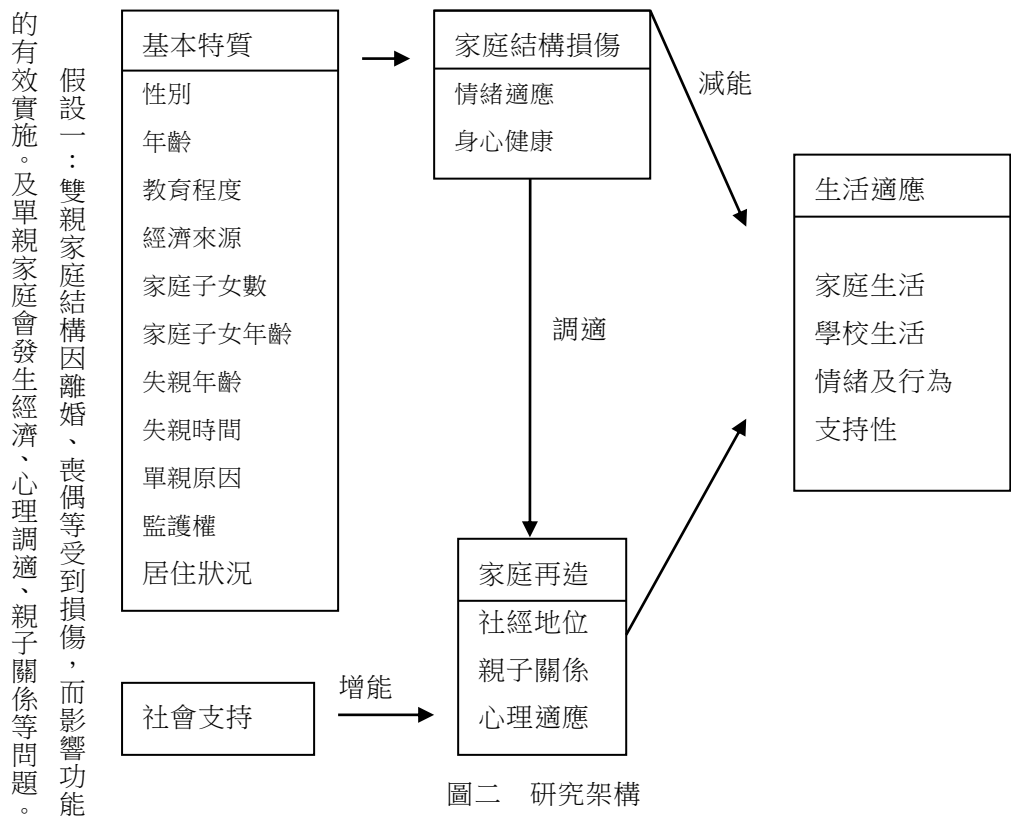 基本特質
性別
年齡
教育程度
經濟來源
家庭子女數
家庭子女年齡
失親年齡
失親時間
單親原因
監護權
居住狀況
社會支持
增能
家庭結構損傷
情緒適應
身心健康
調適
家庭再造
社經地位
親子關係
心理適應
減能
生活適應
家庭生活
學校生活
情緒及行為
支持性
圖二　研究架構
假設一：雙親家庭結構因離婚、喪偶等受到損傷，而影響功能
的有效實施。及單親家庭會發生經濟、心理調適、親子關係等問題。